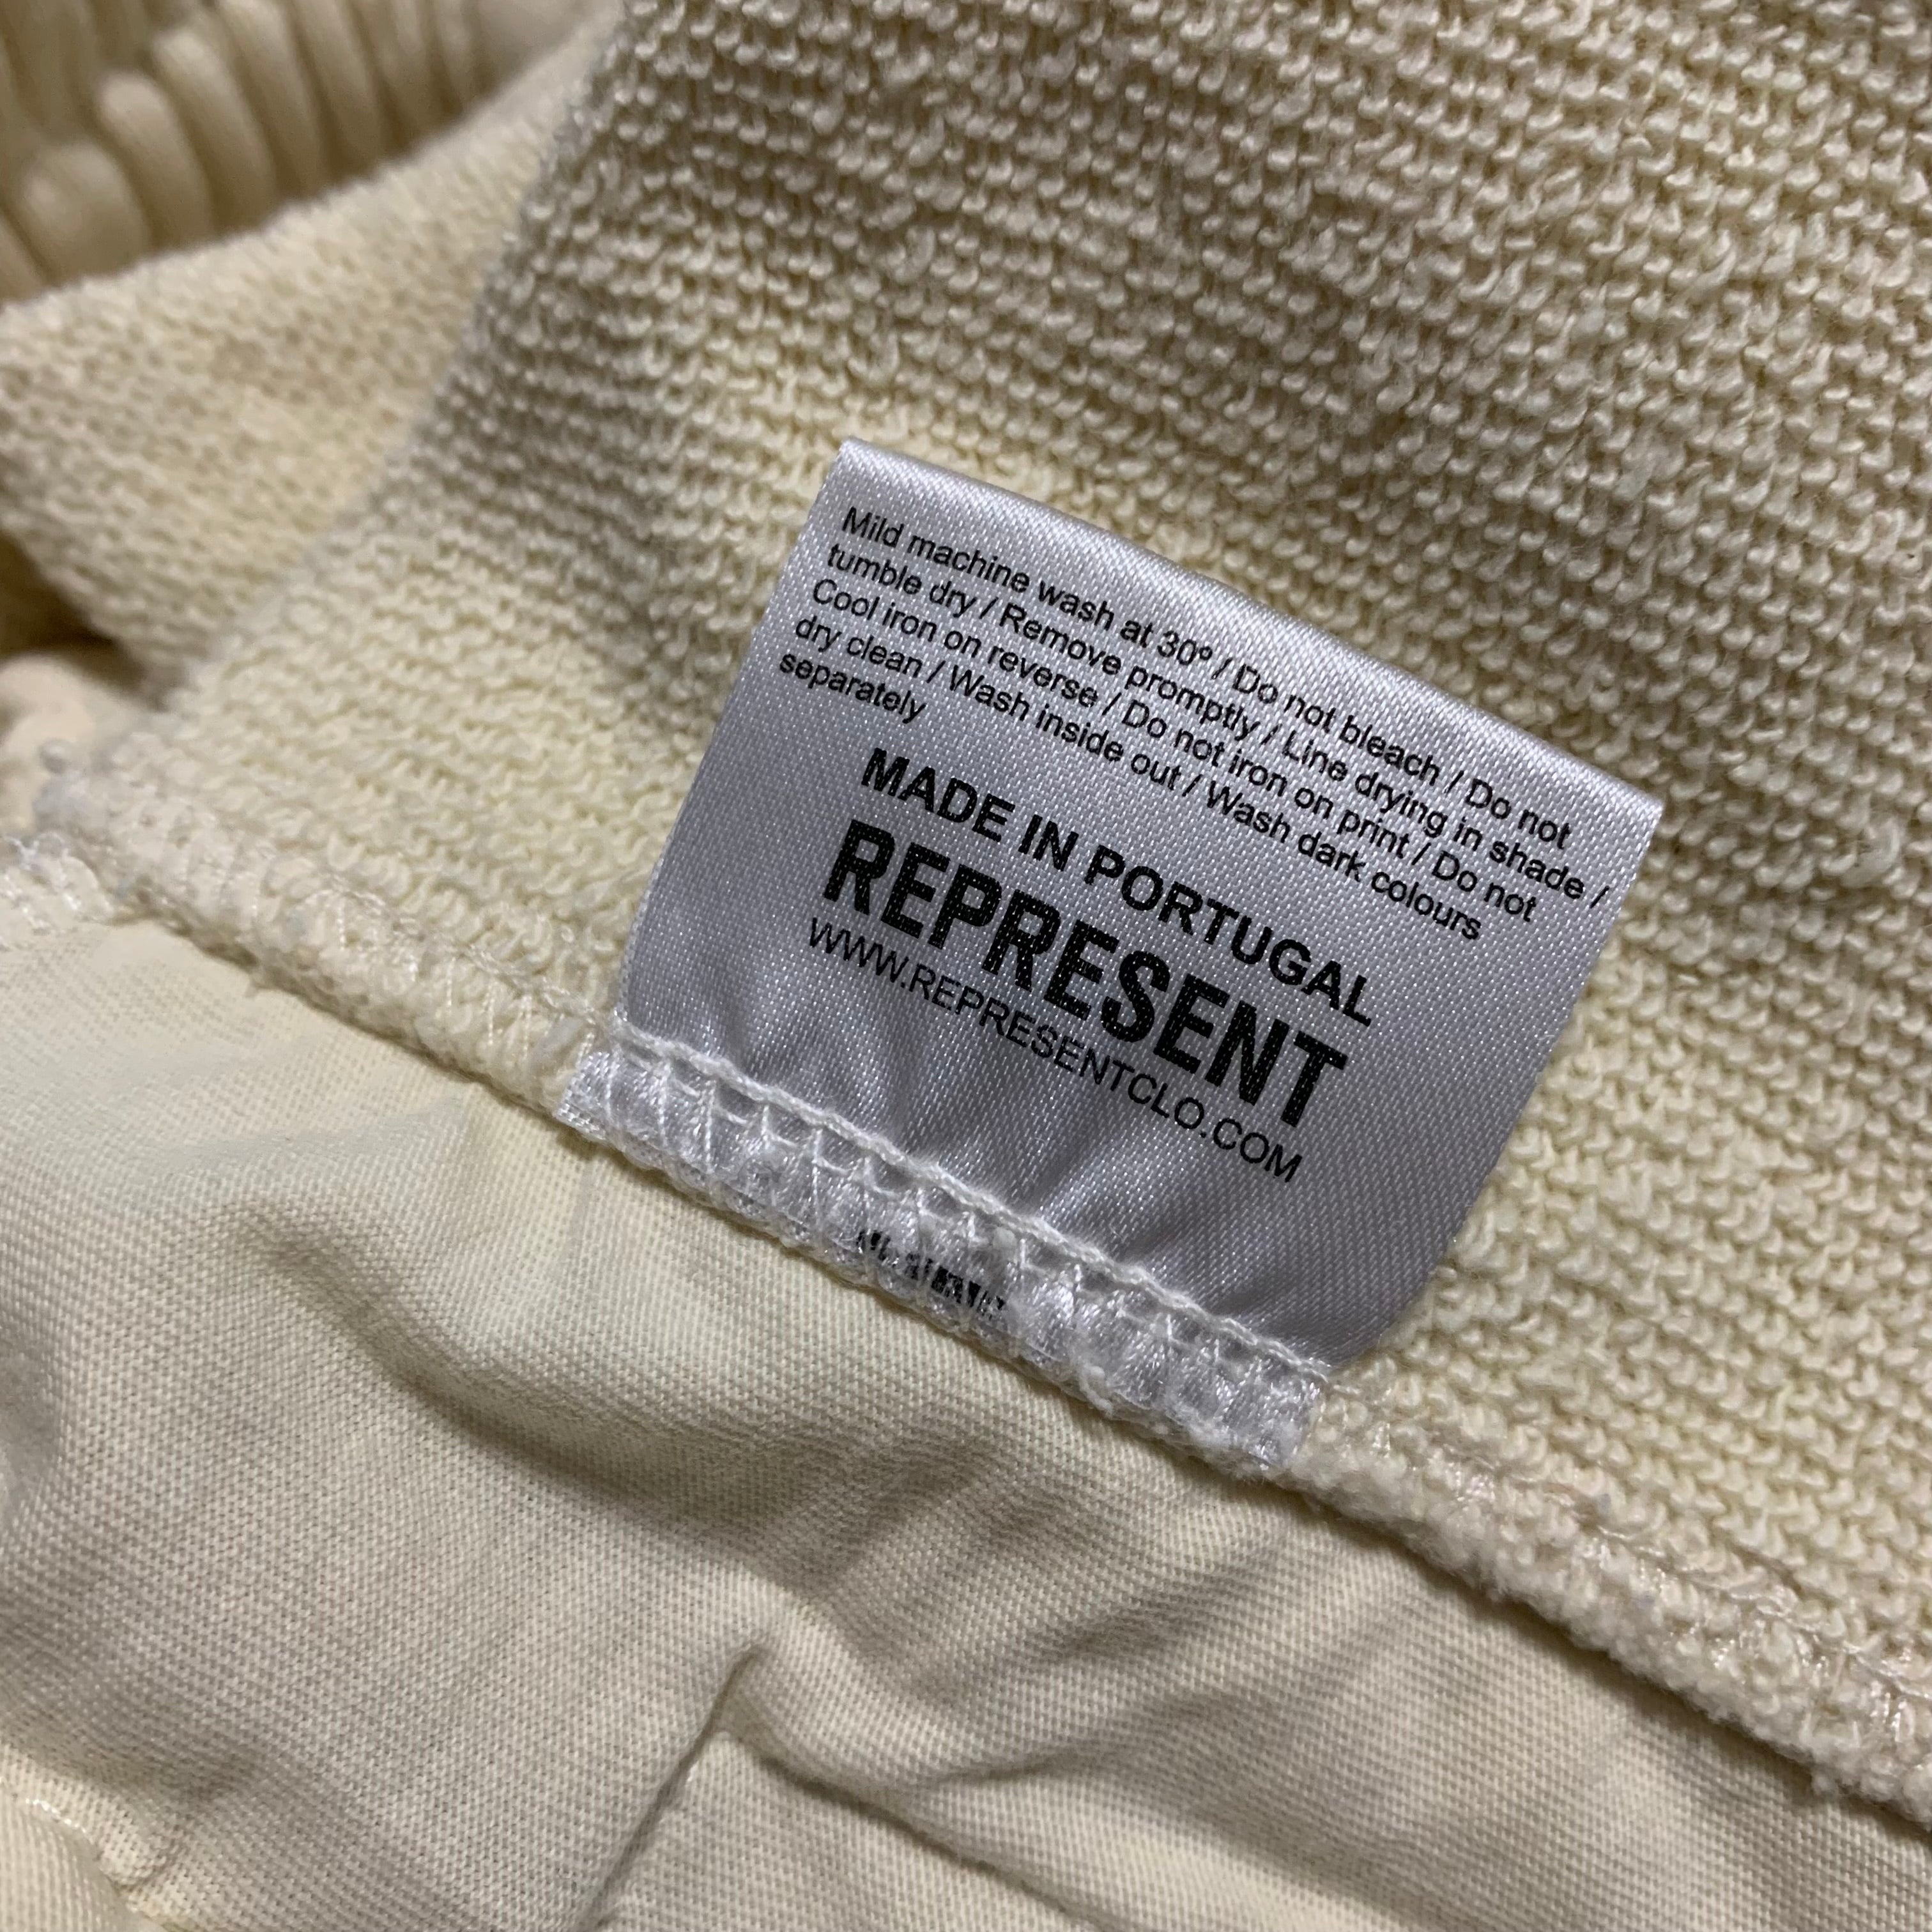 Mild machine wash at 30º / Do not bleach / Do not
tumble dry / Remove promptly / Line drying in shade /
Cool iron on reverse / Do not iron on print / Do not
dry clean / Wash inside out / Wash dark colours
separately
MADE IN PORTUGAL
REPRESENT
WWW.REPRESENTCLO.COM